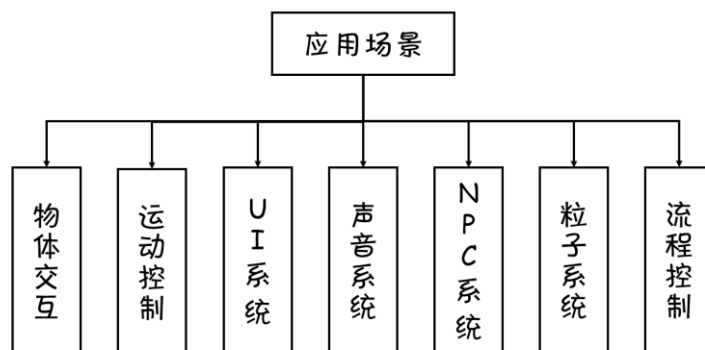 应用场景
物体交互
运动控制
UI系统
声音系统
NPC系统
粒子系统
流程控制